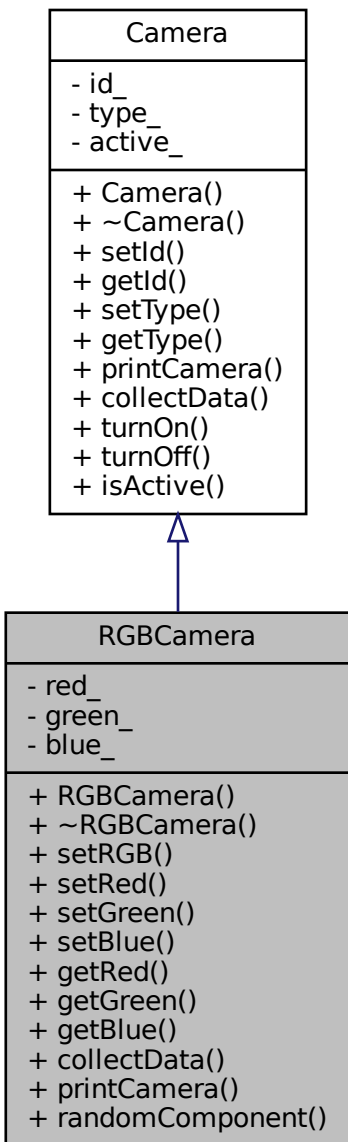 Camera
- id_
- type_
- active_
+ Camera()
+ ~Camera()
+ setId()
+ getId()
+ setType()
+ getType()
+ printCamera()
+ collectData()
+ turnOn()
+ turnOff()
+ isActive()
RGBCamera
- red_
- green_
- blue_
+ RGBCamera()
+ ~RGBCamera()
+ setRGB()
+ setRed()
+ setGreen()
+ setBlue()
+ getRed()
+ getGreen()
+ getBlue()
+ collectData()
+ printCamera()
+ randomComponent()